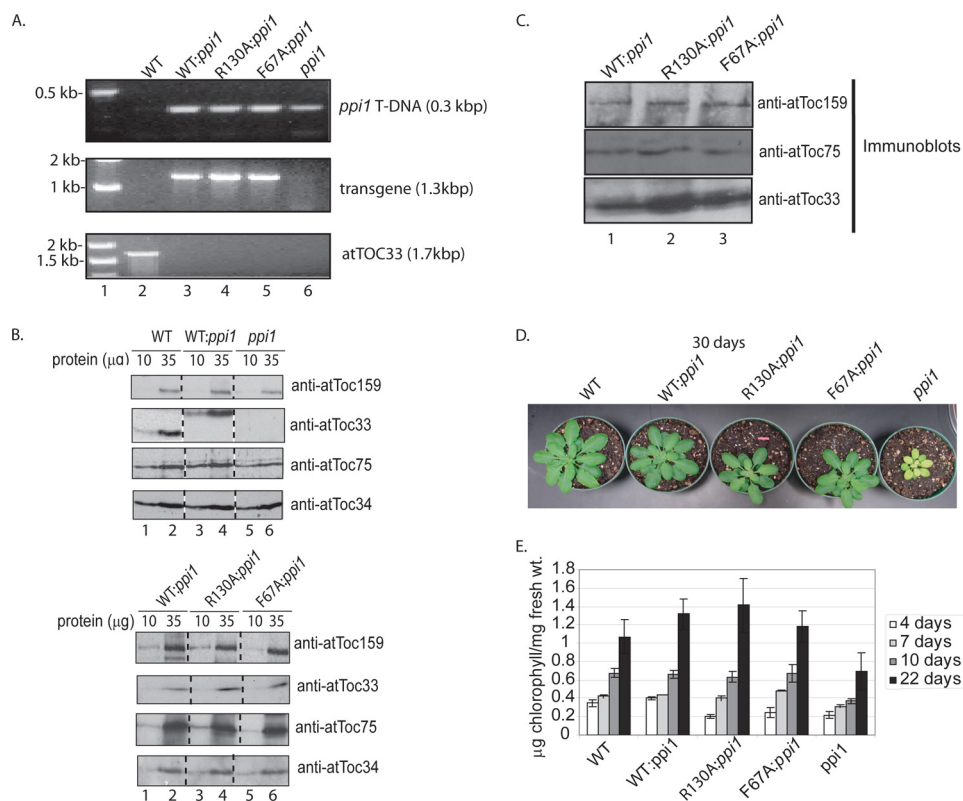 A.
WT
WT:ppi1
R130A:ppi1
F67A:ppi1
ppi1
0.5 kb-
ppi1 T-DNA (0.3 kbp)
2 kb-
1 kb-
transgene (1.3kbp)
2 kb-
1.5 kb-
atTOC33 (1.7kbp)
1 2 3 4 5 6
B.
WT WT:ppi1 ppi1
protein (μg) 10 35 10 35 10 35
anti-atToc159
anti-atToc33
anti-atToc75
anti-atToc34
1 2 3 4 5 6
WT:ppi1
R130A:ppi1
F67A:ppi1
protein (μg) 10 35 10 35 10 35
anti-atToc159
anti-atToc33
anti-atToc75
anti-atToc34
1 2 3 4 5 6
C.
WT:ppi1
R130A:ppi1
F67A:ppi1
anti-atToc159
anti-atToc75
anti-atToc33
Immunoblots
1 2 3
D.
30 days
WT
WT:ppi1
R130A:ppi1
F67A:ppi1
ppi1
E.
μg chlorophyll/mg fresh wt.
1.8
1.6
1.4
1.2
1
0.8
0.6
0.4
0.2
0
WT
WT:ppi1
R130A:ppi1
F67A:ppi1
ppi1
4 days
7 days
10 days
22 days